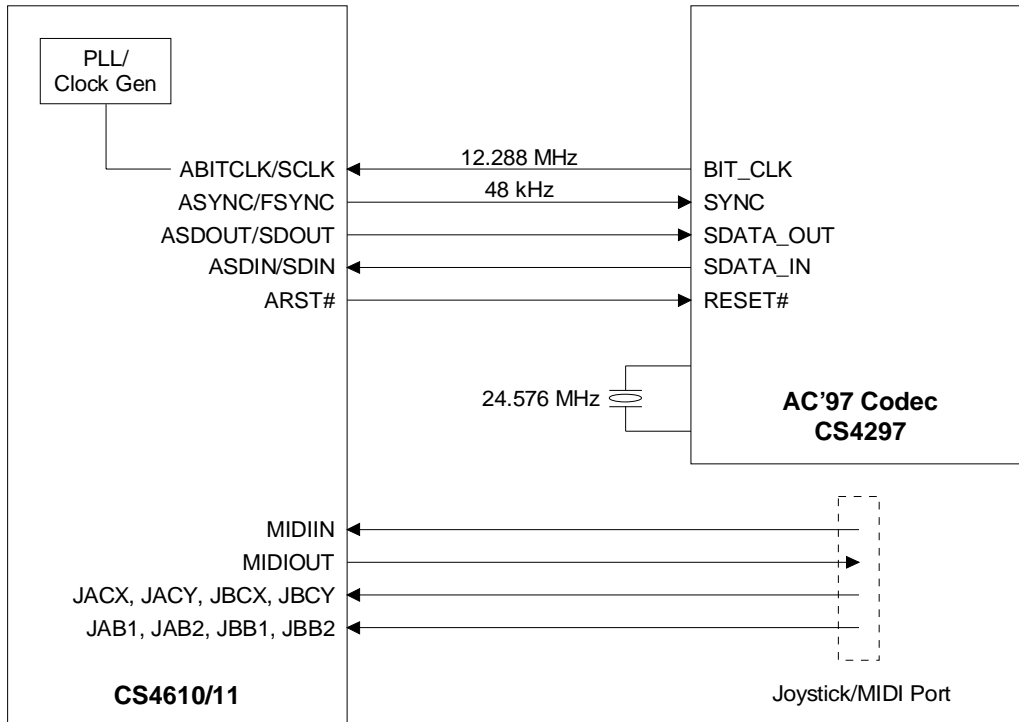 PLL/
Clock Gen
ABITCLK/SCLK
12.288 MHz
BIT_CLK
ASYNC/FSYNC
48 kHz
SYNC
ASDOUT/SDOUT
SDATA_OUT
ASDIN/SDIN
SDATA_IN
ARST#
RESET#
24.576 MHz
AC'97 Codec
CS4297
MIDIIN
MIDIOUT
JACX, JACY, JBCX, JBCY
JAB1, JAB2, JBB1, JBB2
CS4610/11
Joystick/MIDI Port